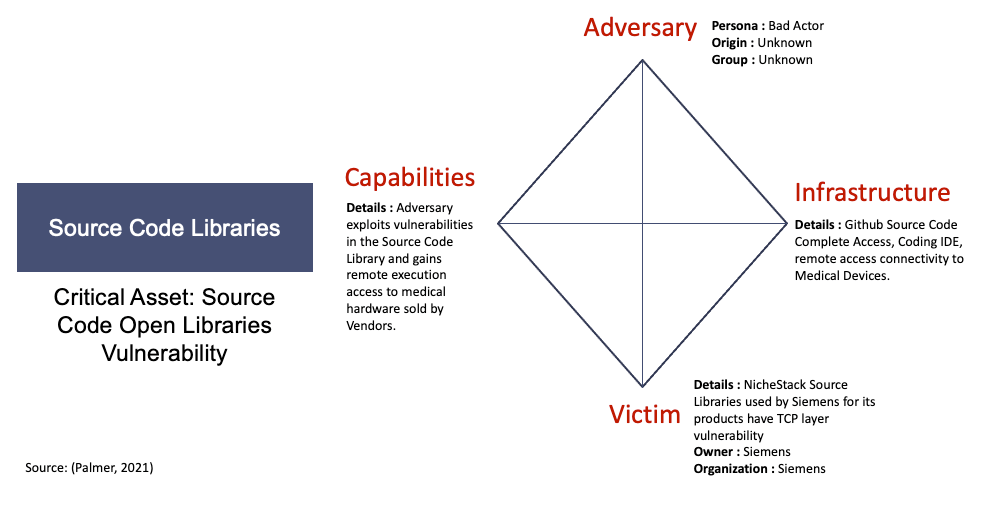 Adversary
Persona : Bad Actor
Origin : Unknown
Group : Unknown
Capabilities
Details : Adversary
exploits vulnerabilities
in the Source Code
Library and gains
remote execution
access to medical
hardware sold by
Vendors.
Infrastructure
Details : Github Source Code
Complete Access, Coding IDE,
remote access connectivity to
Medical Devices.
Source Code Libraries
Critical Asset: Source
Code Open Libraries
Vulnerability
Victim
Details : NicheStack Source
Libraries used by Siemens for its
products have TCP layer
vulnerability
Owner : Siemens
Organization : Siemens
Source: (Palmer, 2021)